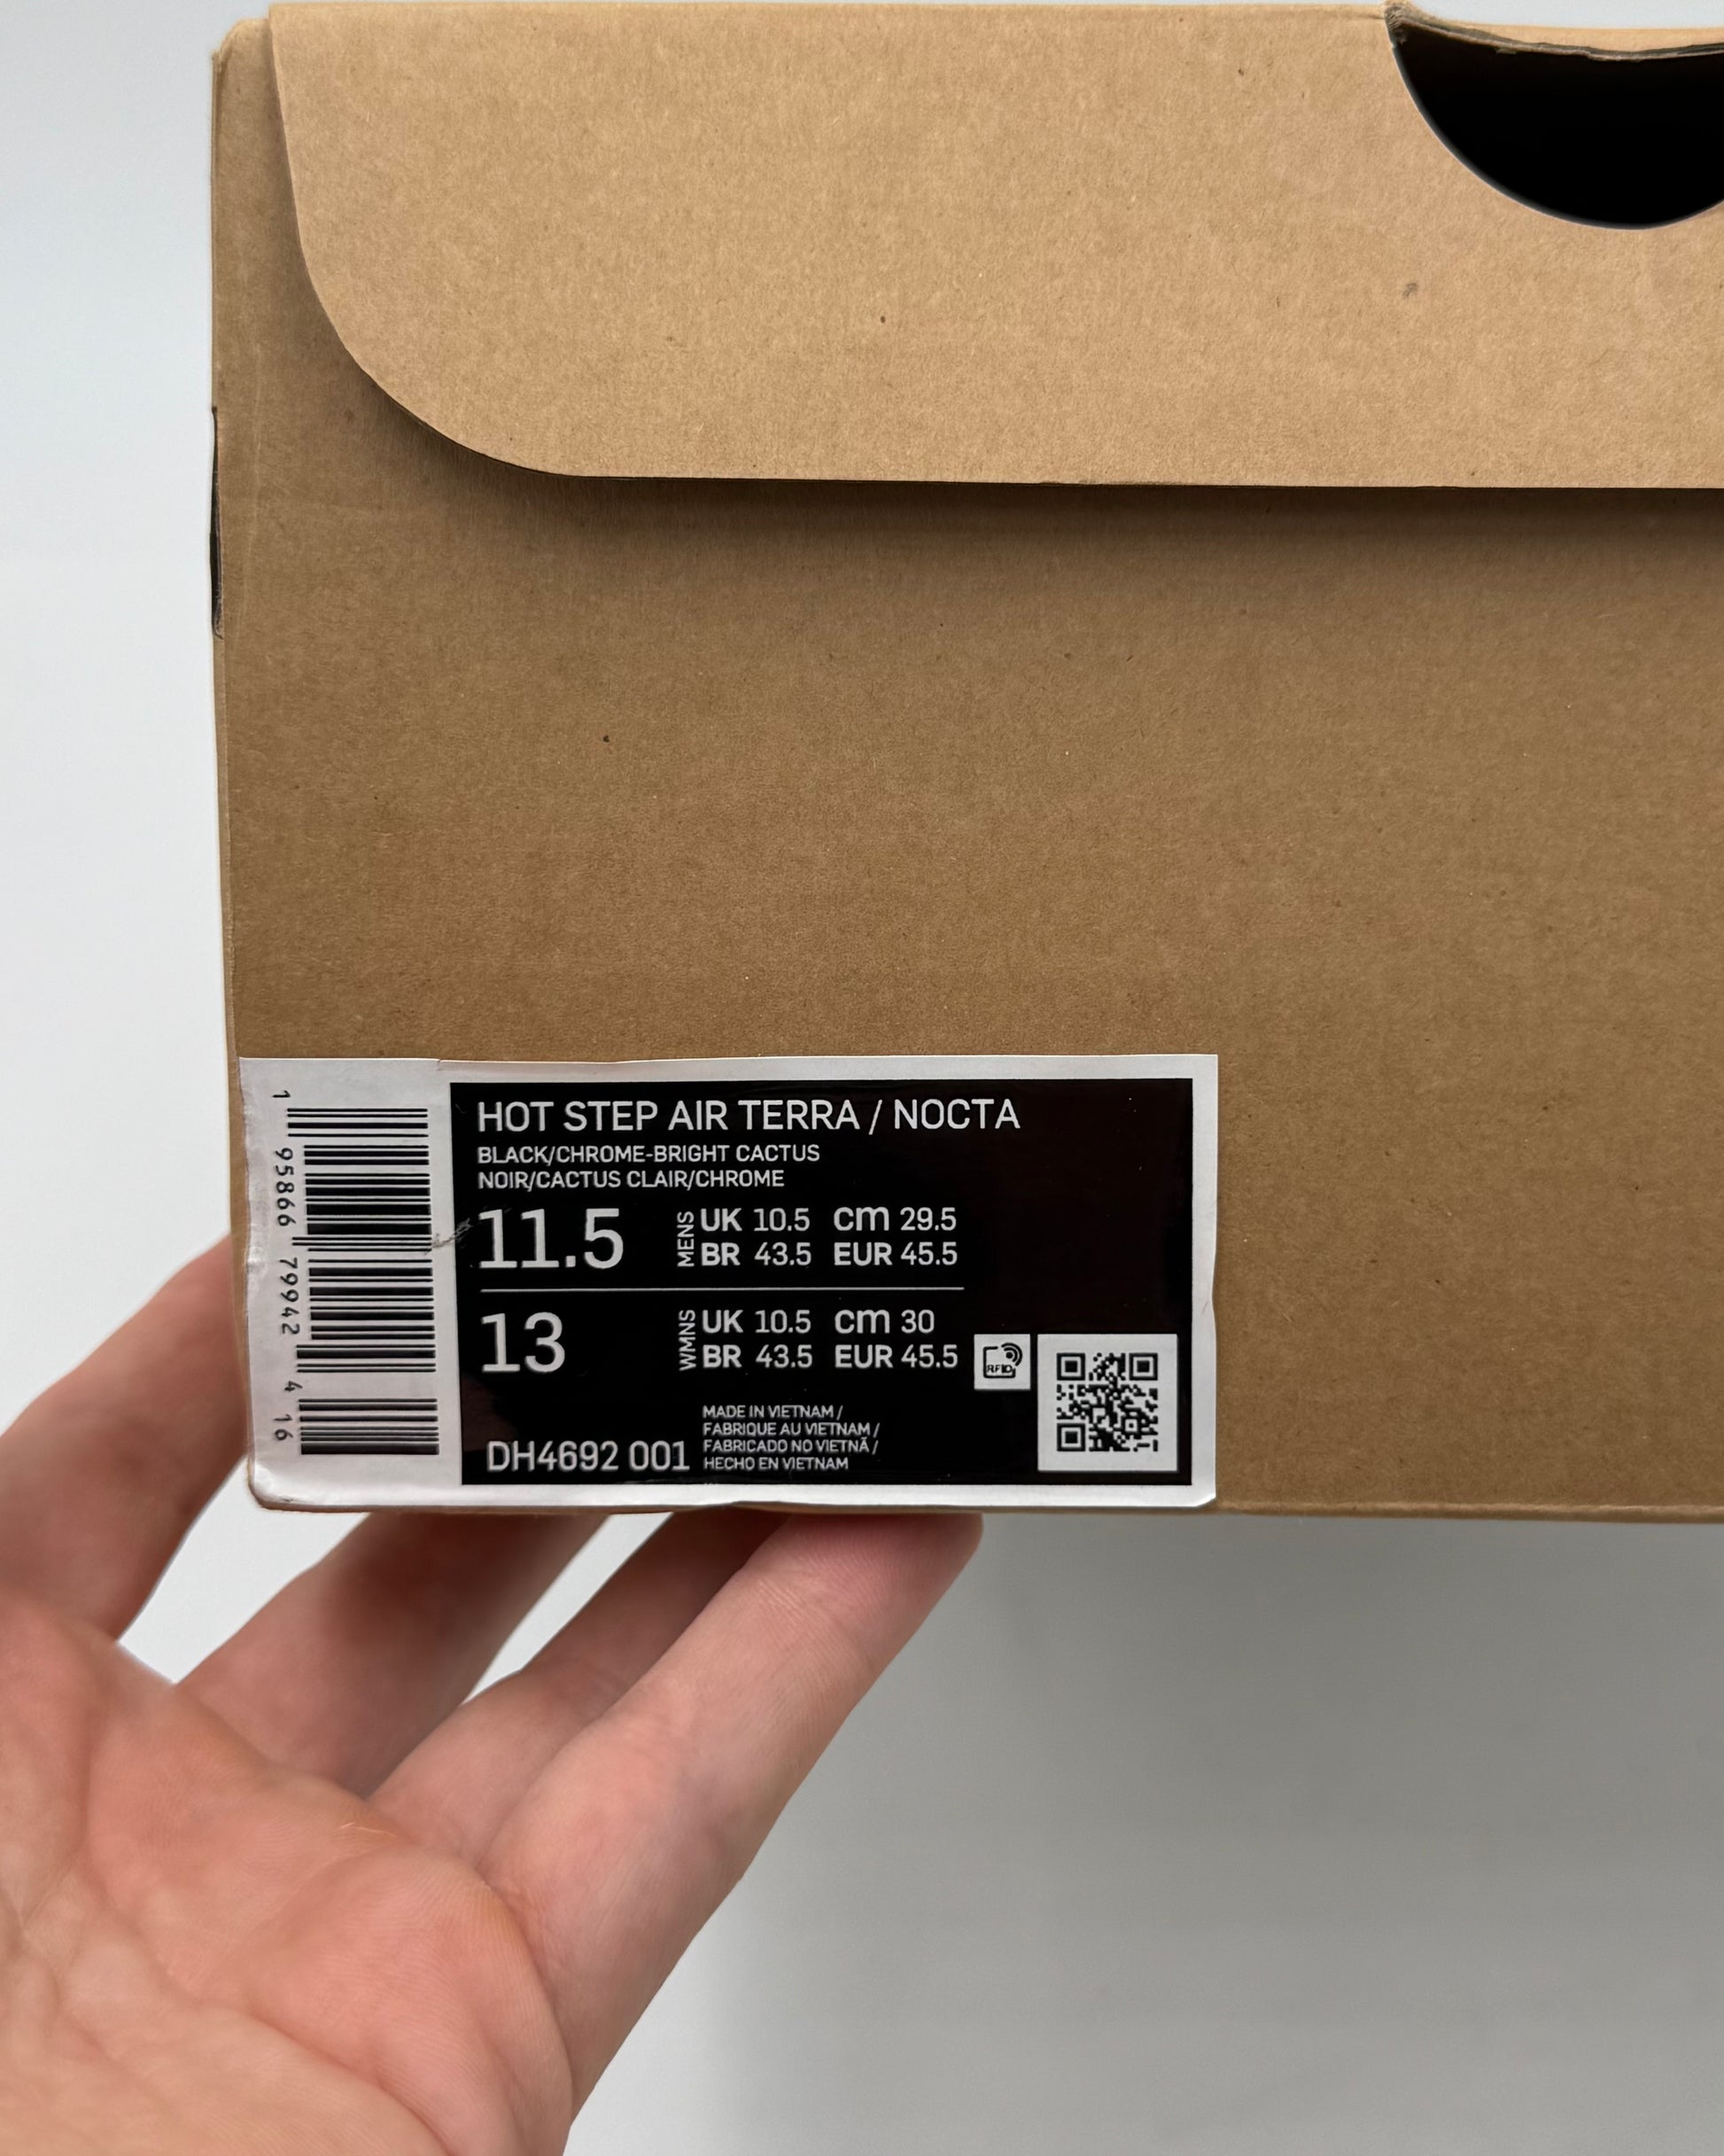 HOT STEP AIR TERRA / NOCTA
BLACK/CHROME-BRIGHT CACTUS
NOIR/CACTUS CLAIR/CHROME
11.5 MENS UK 10.5 cm 29.5
BR 43.5 EUR 45.5
13 WMNS UK 10.5 cm 30
BR 43.5 EUR 45.5
RFID
MADE IN VIETNAM /
FABRIQUE AU VIETNAM /
FABRICADO NO VIETNÃ /
HECHO EN VIETNAM
DH4692 001
1 95866 79942 4 16